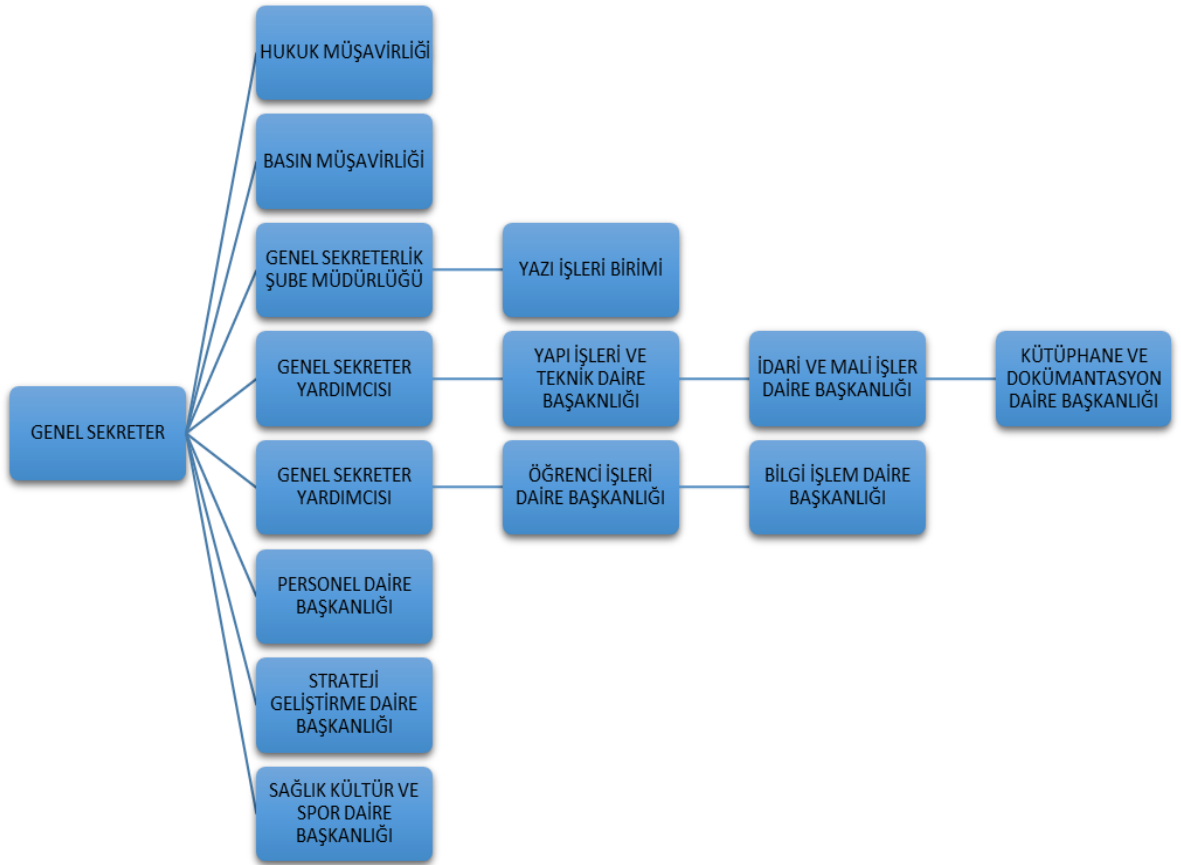 HUKUK MÜŞAVİRLİĞİ
BASIN MÜŞAVİRLİĞİ
GENEL SEKRETERLİK
ŞUBE MÜDÜRLÜĞÜ
YAZI İŞLERİ BİRİMİ
GENEL SEKRETER
YARDIMCISI
YAPI İŞLERİ VE
TEKNİK DAİRE
BAŞAKNLIĞI
İDARİ VE MALİ İŞLER
DAİRE BAŞKANLIĞI
KÜTÜPHANE VE
DOKÜMANTASYON
DAİRE BAŞKANLIĞI
GENEL SEKRETER
GENEL SEKRETER
YARDIMCISI
ÖĞRENCİ İŞLERİ
DAİRE BAŞKANLIĞI
BİLGİ İŞLEM DAİRE
BAŞKANLIĞI
PERSONEL DAİRE
BAŞKANLIĞI
STRATEJİ
GELİŞTİRME DAİRE
BAŞKANLIĞI
SAĞLIK KÜLTÜR VE
SPOR DAİRE
BAŞKANLIĞI